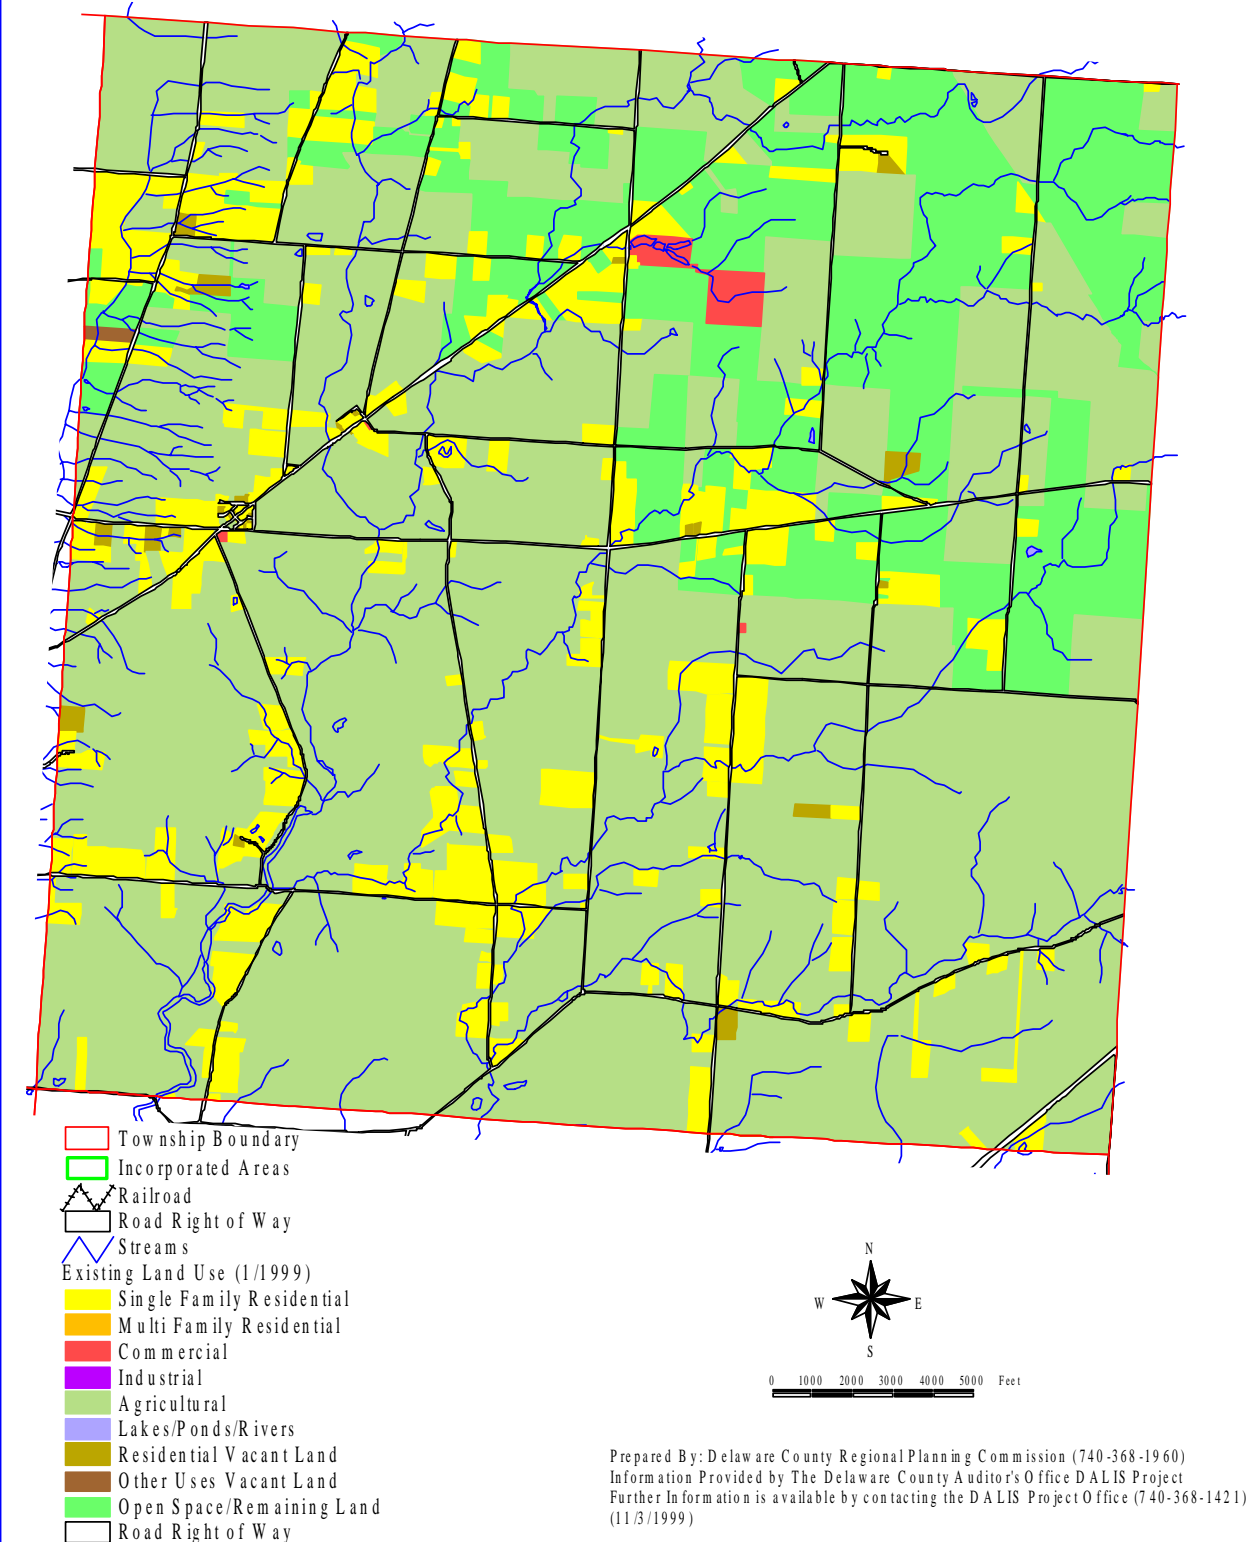 Township Boundary
Incorporated Areas
Railroad
Road Right of Way
Streams
Existing Land Use (1/1999)
Single Family Residential
Multi Family Residential
Commercial
Industrial
Agricultural
Lakes/Ponds/Rivers
Residential Vacant Land
Other Uses Vacant Land
Open Space/Remaining Land
Road Right of Way
N
W E
S
0 1000 2000 3000 4000 5000 Feet
Prepared By: Delaware County Regional Planning Commission (740-368-1960)
Information Provided by The Delaware County Auditor's Office DALIS Project
Further Information is available by contacting the DALIS Project Office (740-368-1421)
(11/3/1999)